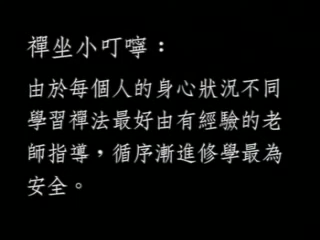 禪坐小叮嚀：
由於每個人的身心狀況不同
學習禪法最好由有經驗的老
師指導，循序漸進修學最為
安全。